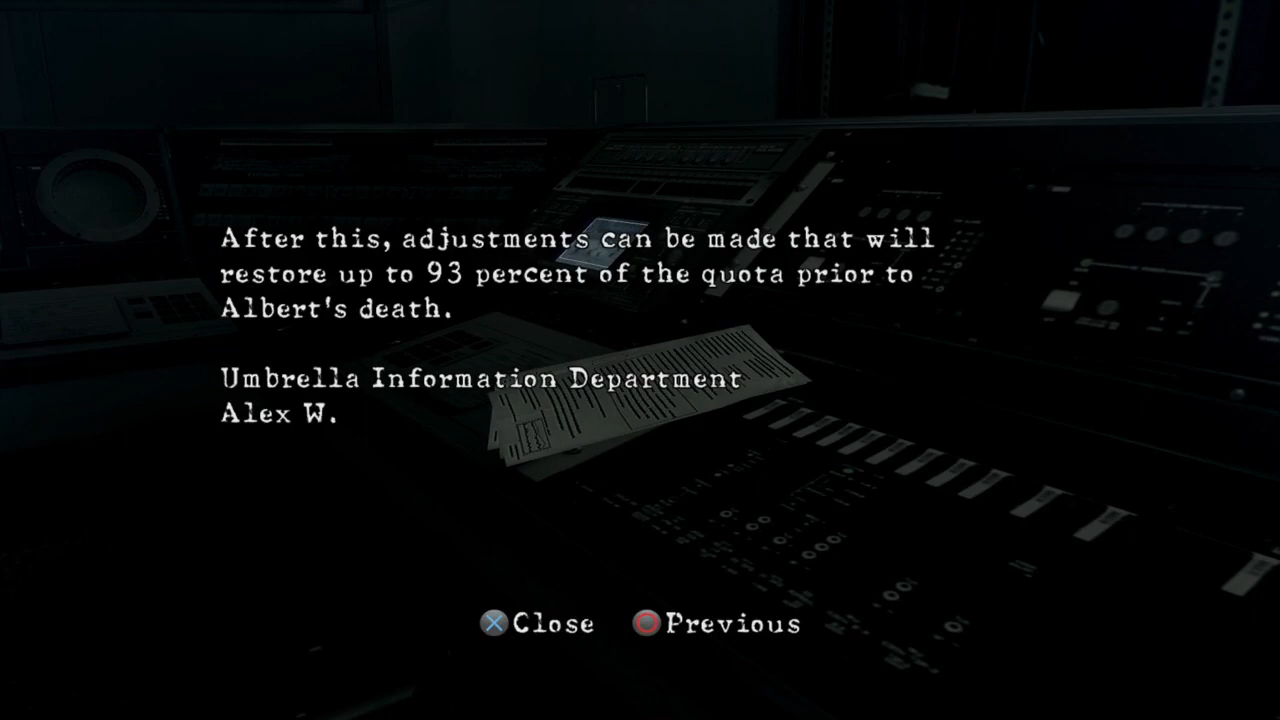 After this, adjustments can be made that will
restore up to 93 percent of the quota prior to
Albert's death.
Umbrella Information Department
Alex W.
Close
Previous